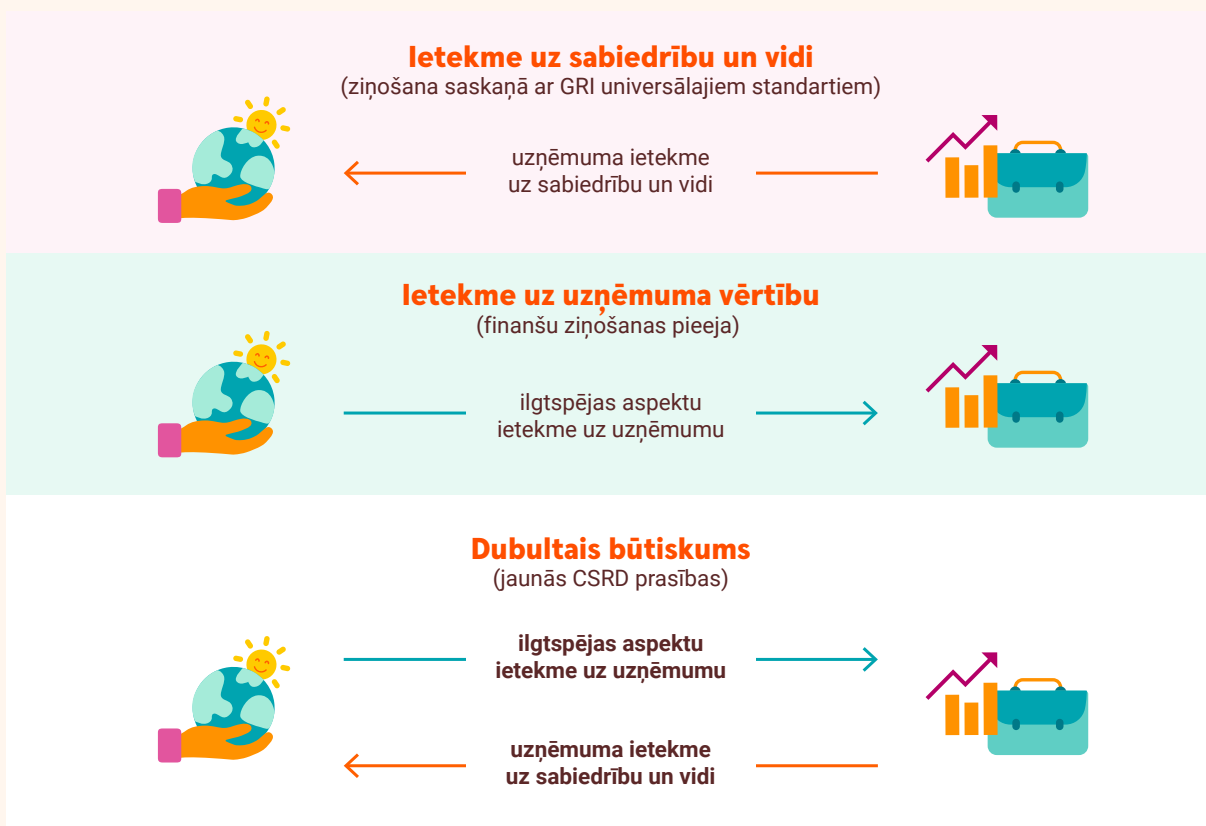 Ietekme uz sabiedrību un vidi
(ziņošana saskaņā ar GRI universālajiem standartiem)
uzņēmuma ietekme
uz sabiedrību un vidi
Ietekme uz uzņēmuma vērtību
(finanšu ziņošanas pieeja)
ilgtspējas aspektu
ietekme uz uzņēmumu
Dubultais būtiskums
(jaunās CSRD prasības)
ilgtspējas aspektu
ietekme uz uzņēmumu
uzņēmuma ietekme
uz sabiedrību un vidi